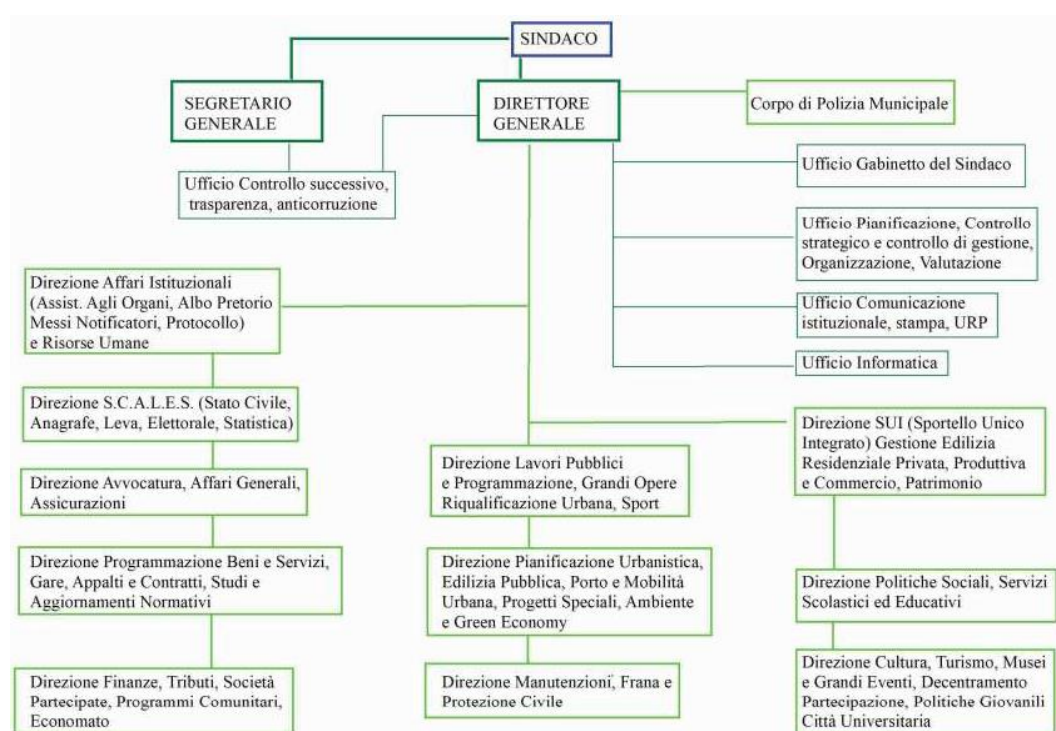 SINDACO
SEGRETARIO
GENERALE
DIRETTORE
GENERALE
Corpo di Polizia Municipale
Ufficio Controllo successivo,
trasparenza, anticorruzione
Ufficio Gabinetto del Sindaco
Ufficio Pianificazione, Controllo
strategico e controllo di gestione,
Organizzazione, Valutazione
Ufficio Comunicazione
istituzionale, stampa, URP
Ufficio Informatica
Direzione Affari Istituzionali
(Assist. Agli Organi, Albo Pretorio
Messi Notificatori, Protocollo)
e Risorse Umane
Direzione S.C.A.L.E.S. (Stato Civile,
Anagrafe, Leva, Elettorale, Statistica)
Direzione Avvocatura, Affari Generali,
Assicurazioni
Direzione Programmazione Beni e Servizi,
Gare, Appalti e Contratti, Studi e
Aggiornamenti Normativi
Direzione Finanze, Tributi, Società
Partecipate, Programmi Comunitari,
Economato
Direzione Lavori Pubblici
e Programmazione, Grandi Opere
Riqualificazione Urbana, Sport
Direzione Pianificazione Urbanistica,
Edilizia Pubblica, Porto e Mobilità
Urbana, Progetti Speciali, Ambiente
e Green Economy
Direzione Manutenzioni, Frana e
Protezione Civile
Direzione SUI (Sportello Unico
Integrato) Gestione Edilizia
Residenziale Privata, Produttiva
e Commercio, Patrimonio
Direzione Politiche Sociali, Servizi
Scolastici ed Educativi
Direzione Cultura, Turismo, Musei
e Grandi Eventi, Decentramento
Partecipazione, Politiche Giovanili
Città Universitaria